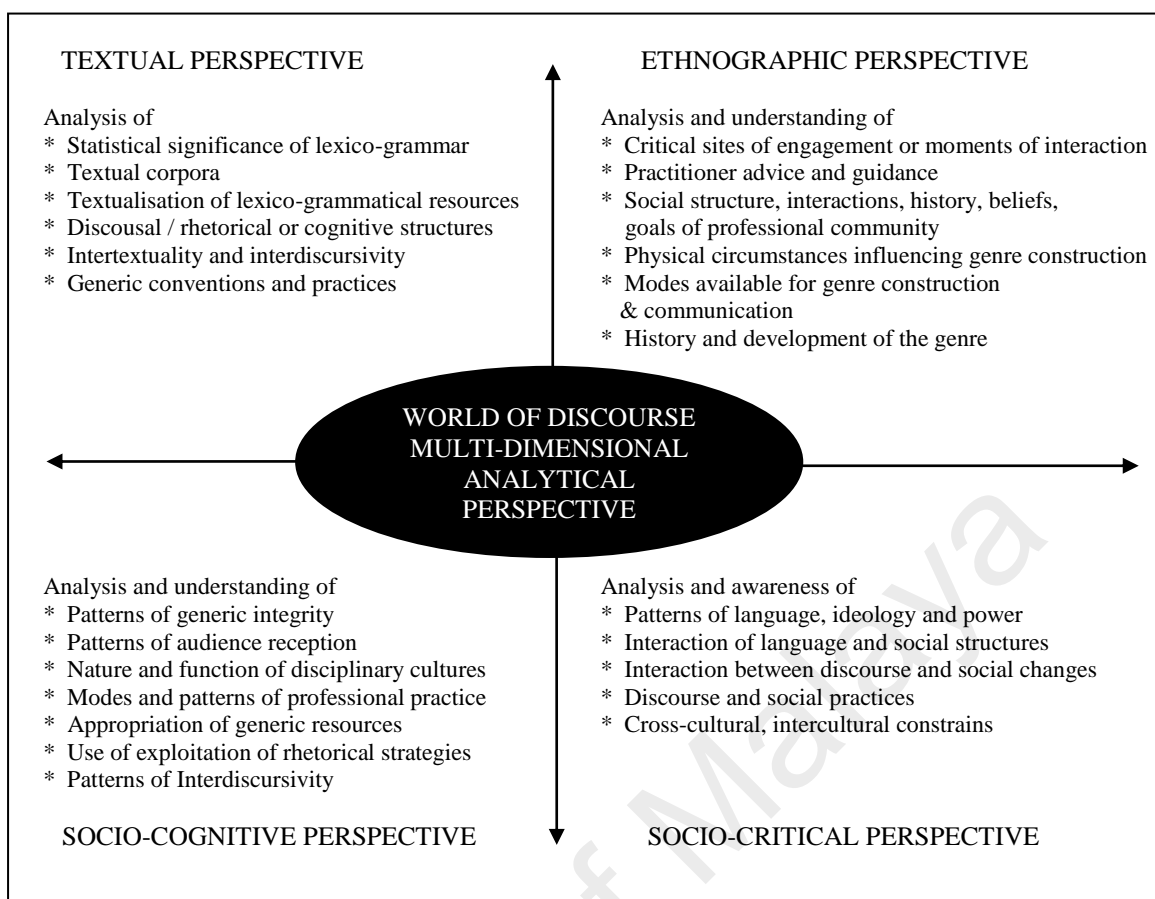 TEXTUAL PERSPECTIVE
Analysis of
* Statistical significance of lexico-grammar
* Textual corpora
* Textualisation of lexico-grammatical resources
* Discousal / rhetorical or cognitive structures
* Intertextuality and interdiscursivity
* Generic conventions and practices
ETHNOGRAPHIC PERSPECTIVE
Analysis and understanding of
* Critical sites of engagement or moments of interaction
* Practitioner advice and guidance
* Social structure, interactions, history, beliefs,
goals of professional community
* Physical circumstances influencing genre construction
* Modes available for genre construction
& communication
* History and development of the genre
WORLD OF DISCOURSE
MULTI-DIMENSIONAL
ANALYTICAL
PERSPECTIVE
Analysis and understanding of
* Patterns of generic integrity
* Patterns of audience reception
* Nature and function of disciplinary cultures
* Modes and patterns of professional practice
* Appropriation of generic resources
* Use of exploitation of rhetorical strategies
* Patterns of Interdiscursivity
SOCIO-COGNITIVE PERSPECTIVE
Analysis and awareness of
* Patterns of language, ideology and power
* Interaction of language and social structures
* Interaction between discourse and social changes
* Discourse and social practices
* Cross-cultural, intercultural constrains
SOCIO-CRITICAL PERSPECTIVE
of Malaya